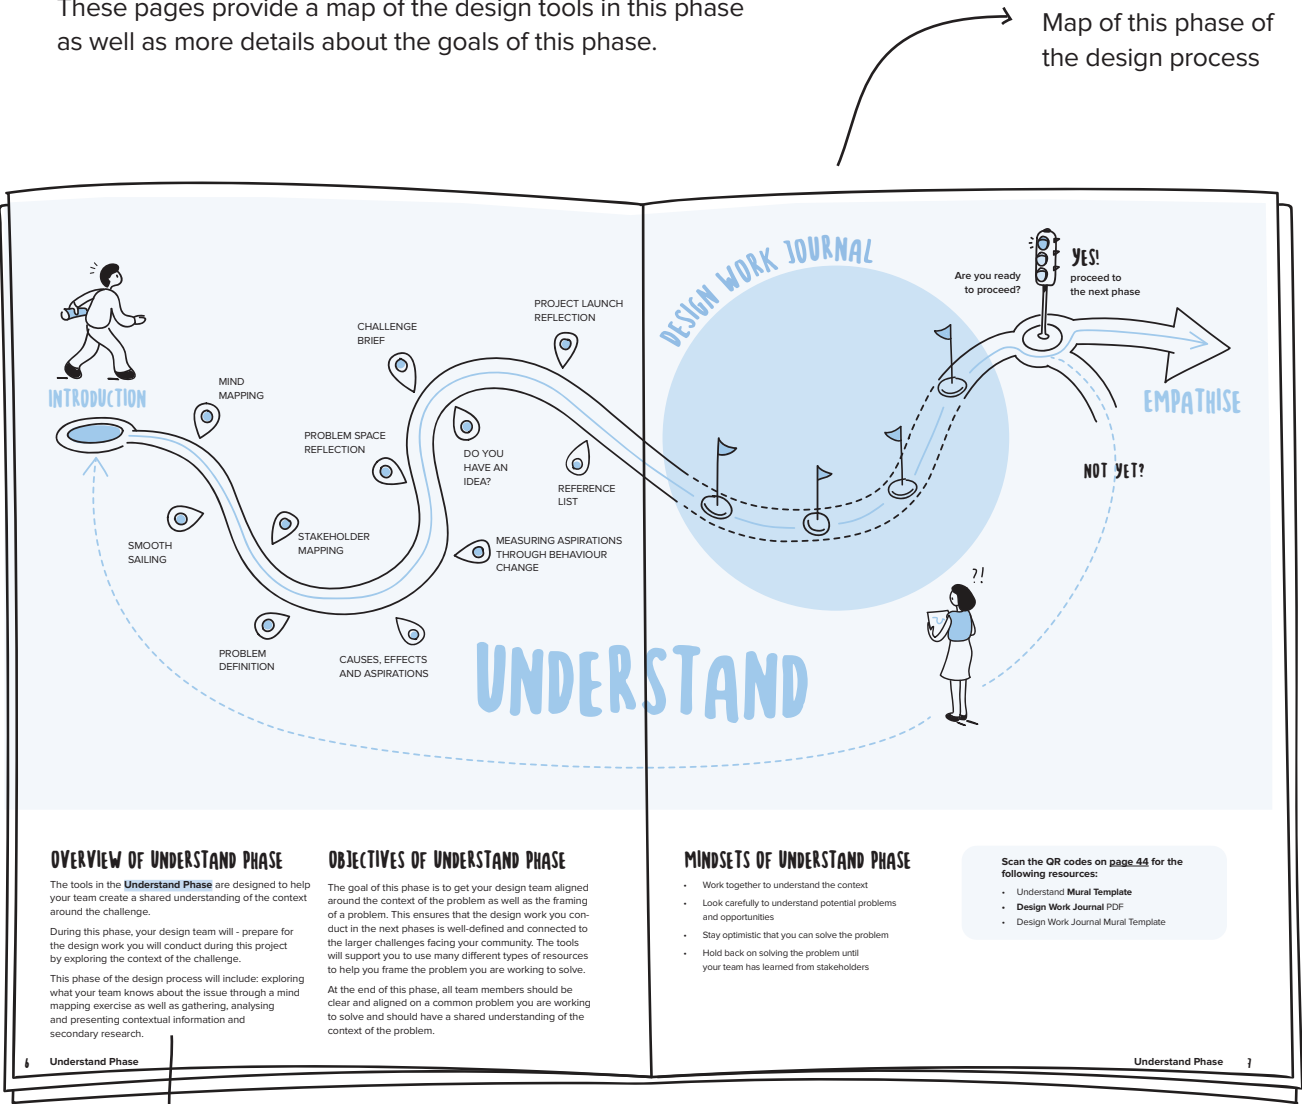 These pages provide a map of the design tools in this phase
as well as more details about the goals of this phase.
Map of this phase of
the design process
DESIGN WORK JOURNAL
Are you ready
to proceed?
YES!
proceed to
the next phase
PROJECT LAUNCH
REFLECTION
CHALLENGE
BRIEF
MIND
MAPPING
INTRODUCTION
EMPATHISE
PROBLEM SPACE
REFLECTION
DO YOU
HAVE AN
IDEA?
REFERENCE
LIST
NOT YET?
SMOOTH
SAILING
STAKEHOLDER
MAPPING
MEASURING ASPIRATIONS
THROUGH BEHAVIOUR
CHANGE
?!
PROBLEM
DEFINITION
CAUSES, EFFECTS
AND ASPIRATIONS
UNDERSTAND
OVERVIEW OF UNDERSTAND PHASE
The tools in the Understand Phase are designed to help
your team create a shared understanding of the context
around the challenge.
During this phase, your design team will - prepare for
the design work you will conduct during this project
by exploring the context of the challenge.
This phase of the design process will include: exploring
what your team knows about the issue through a mind
mapping exercise as well as gathering, analysing
and presenting contextual information and
secondary research.
OBJECTIVES OF UNDERSTAND PHASE
The goal of this phase is to get your design team aligned
around the context of the problem as well as the framing
of a problem. This ensures that the design work you con-
duct in the next phases is well-defined and connected to
the larger challenges facing your community. The tools
will support you to use many different types of resources
to help you frame the problem you are working to solve.
At the end of this phase, all team members should be
clear and aligned on a common problem you are working
to solve and should have a shared understanding of the
context of the problem.
MINDSETS OF UNDERSTAND PHASE
• Work together to understand the context
• Look carefully to understand potential problems
and opportunities
• Stay optimistic that you can solve the problem
• Hold back on solving the problem until
your team has learned from stakeholders
Scan the QR codes on page 44 for the
following resources:
• Understand Mural Template
• Design Work Journal PDF
• Design Work Journal Mural Template
6 Understand Phase
Understand Phase 7